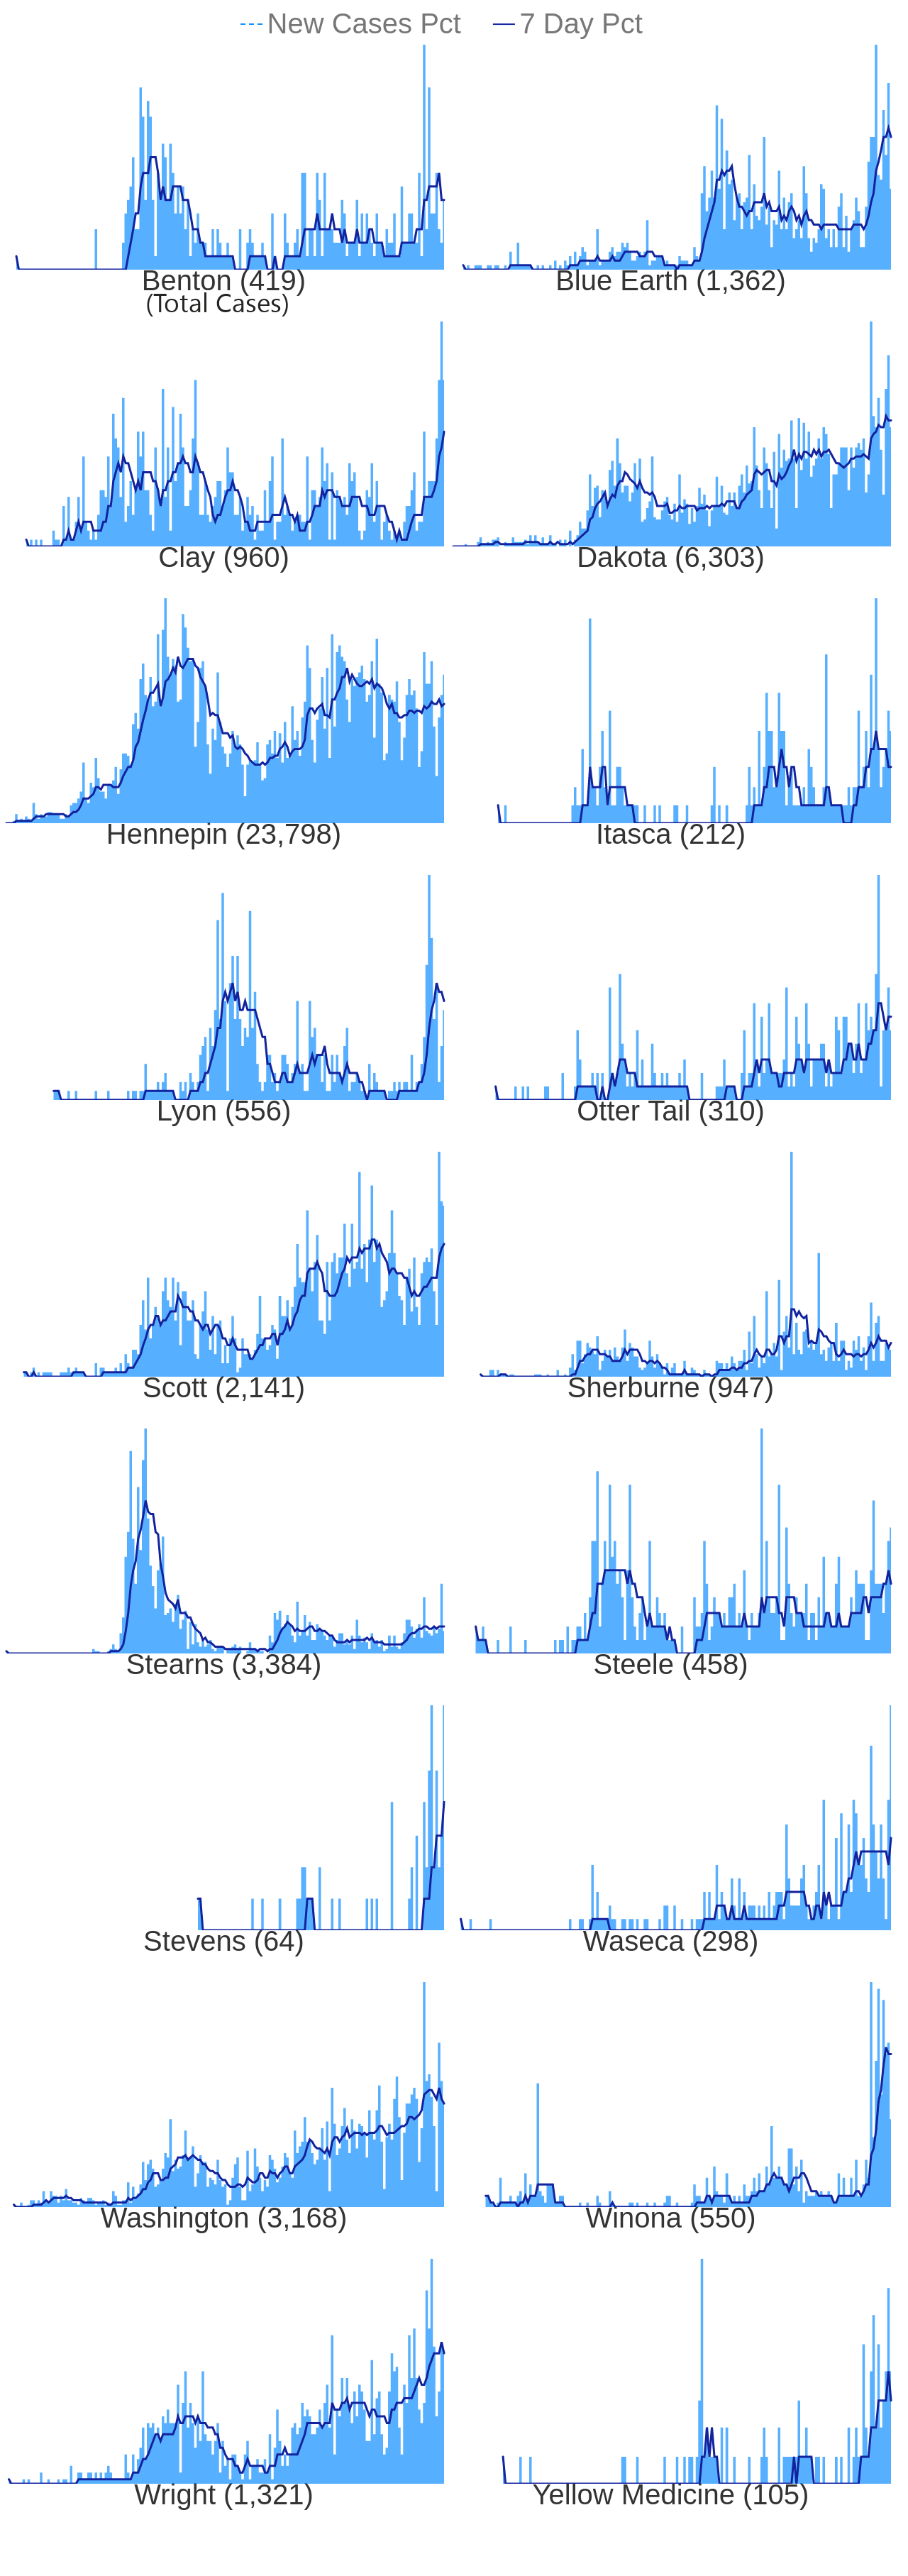 New Cases Pct 7 Day Pct
Benton (419) Blue Earth (1,362)
(Total Cases)
Clay (960) Dakota (6,303)
Hennepin (23,798) Itasca (212)
Lyon (556) Otter Tail (310)
Scott (2,141) Sherburne (947)
Stearns (3,384) Steele (458)
Stevens (64) Waseca (298)
Washington (3,168) Winona (550)
Wright (1,321) Yellow Medicine (105)